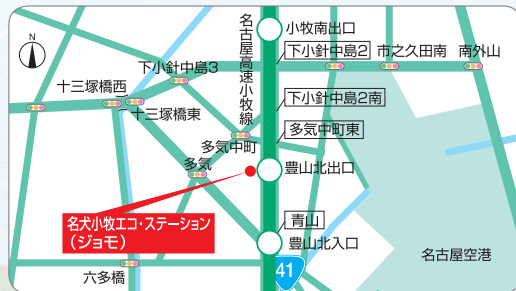 N
名古屋高速小牧線
小牧南出口
下小針中島2
市之久田南
南外山
下小針中島3
十三塚橋西
十三塚橋東
下小針中島2南
多気中町東
多気中町
多気
豊山北出口
名犬小牧エコ・ステーション
(ジョモ)
青山
豊山北入口
名古屋空港
六多橋
41